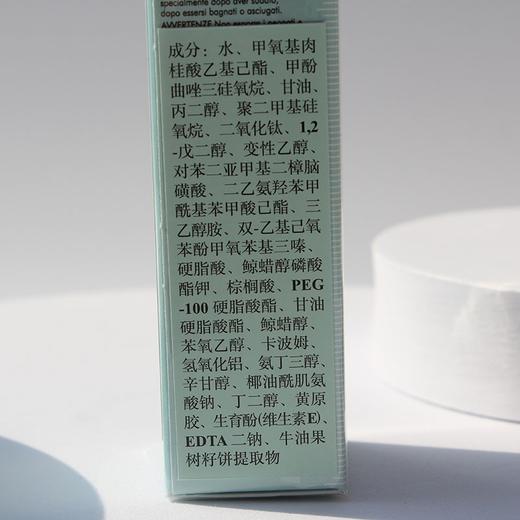 specialmente dopo aver sudato,
dopo essersi bagnati o asciugati.
AVVERTENZE Non esporre i neonati e
成分：水、甲氧基肉
桂酸乙基己酯、甲酚
曲唑三硅氧烷、甘油、
丙二醇、聚二甲基硅
氧烷、二氧化钛、1,2
-戊二醇、变性乙醇、
对苯二亚甲基二樟脑
磺酸、二乙氨羟苯甲
酰基苯甲酸己酯、三
乙醇胺、双-乙基己氧
苯酚甲氧苯基三嗪、
硬脂酸、鲸蜡醇磷酸
酯钾、棕榈酸、PEG
-100 硬脂酸酯、甘油
硬脂酸酯、鲸蜡醇、
苯氧乙醇、卡波姆、
氢氧化铝、氨丁三醇、
辛甘醇、椰油酰肌氨
酸钠、丁二醇、黄原
胶、生育酚(维生素E)、
EDTA 二钠、牛油果
树籽饼提取物